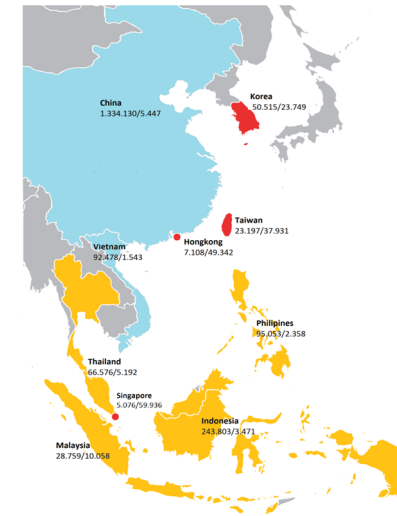 China
1.334.130/5.447
Korea
50.515/23.749
Taiwan
23.197/37.931
Hongkong
7.108/49.342
Vietnam
92.478/1.543
Philipines
95.053/2.358
Thailand
66.576/5.192
Singapore
5.076/59.936
Indonesia
243.803/3.471
Malaysia
28.759/10.058